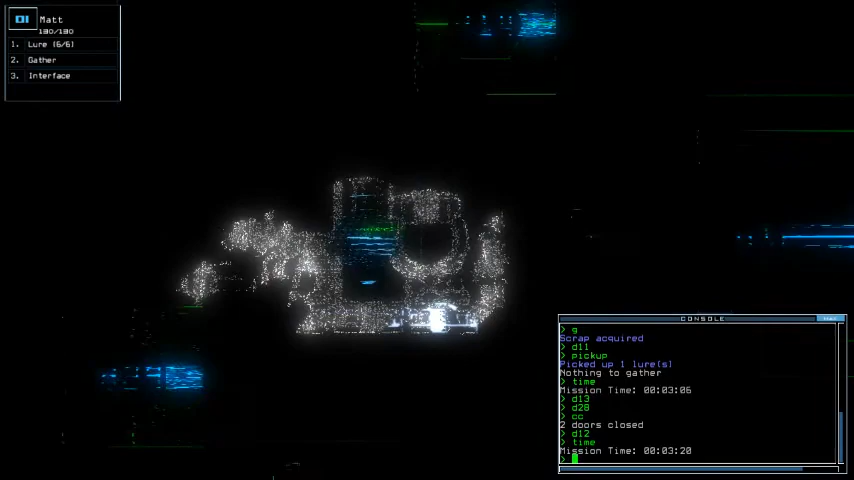 Matt
130/130
1. Lure (6/6)
2. Gather
3. Interface
CONSOLE
> g
Scrap acquired
> d11
> pickup
Picked up 1 lure(s)
Nothing to gather
> time
Mission Time: 00:03:06
> d13
> d28
> cc
2 doors closed
> d12
> time
Mission Time: 00:03:20
>